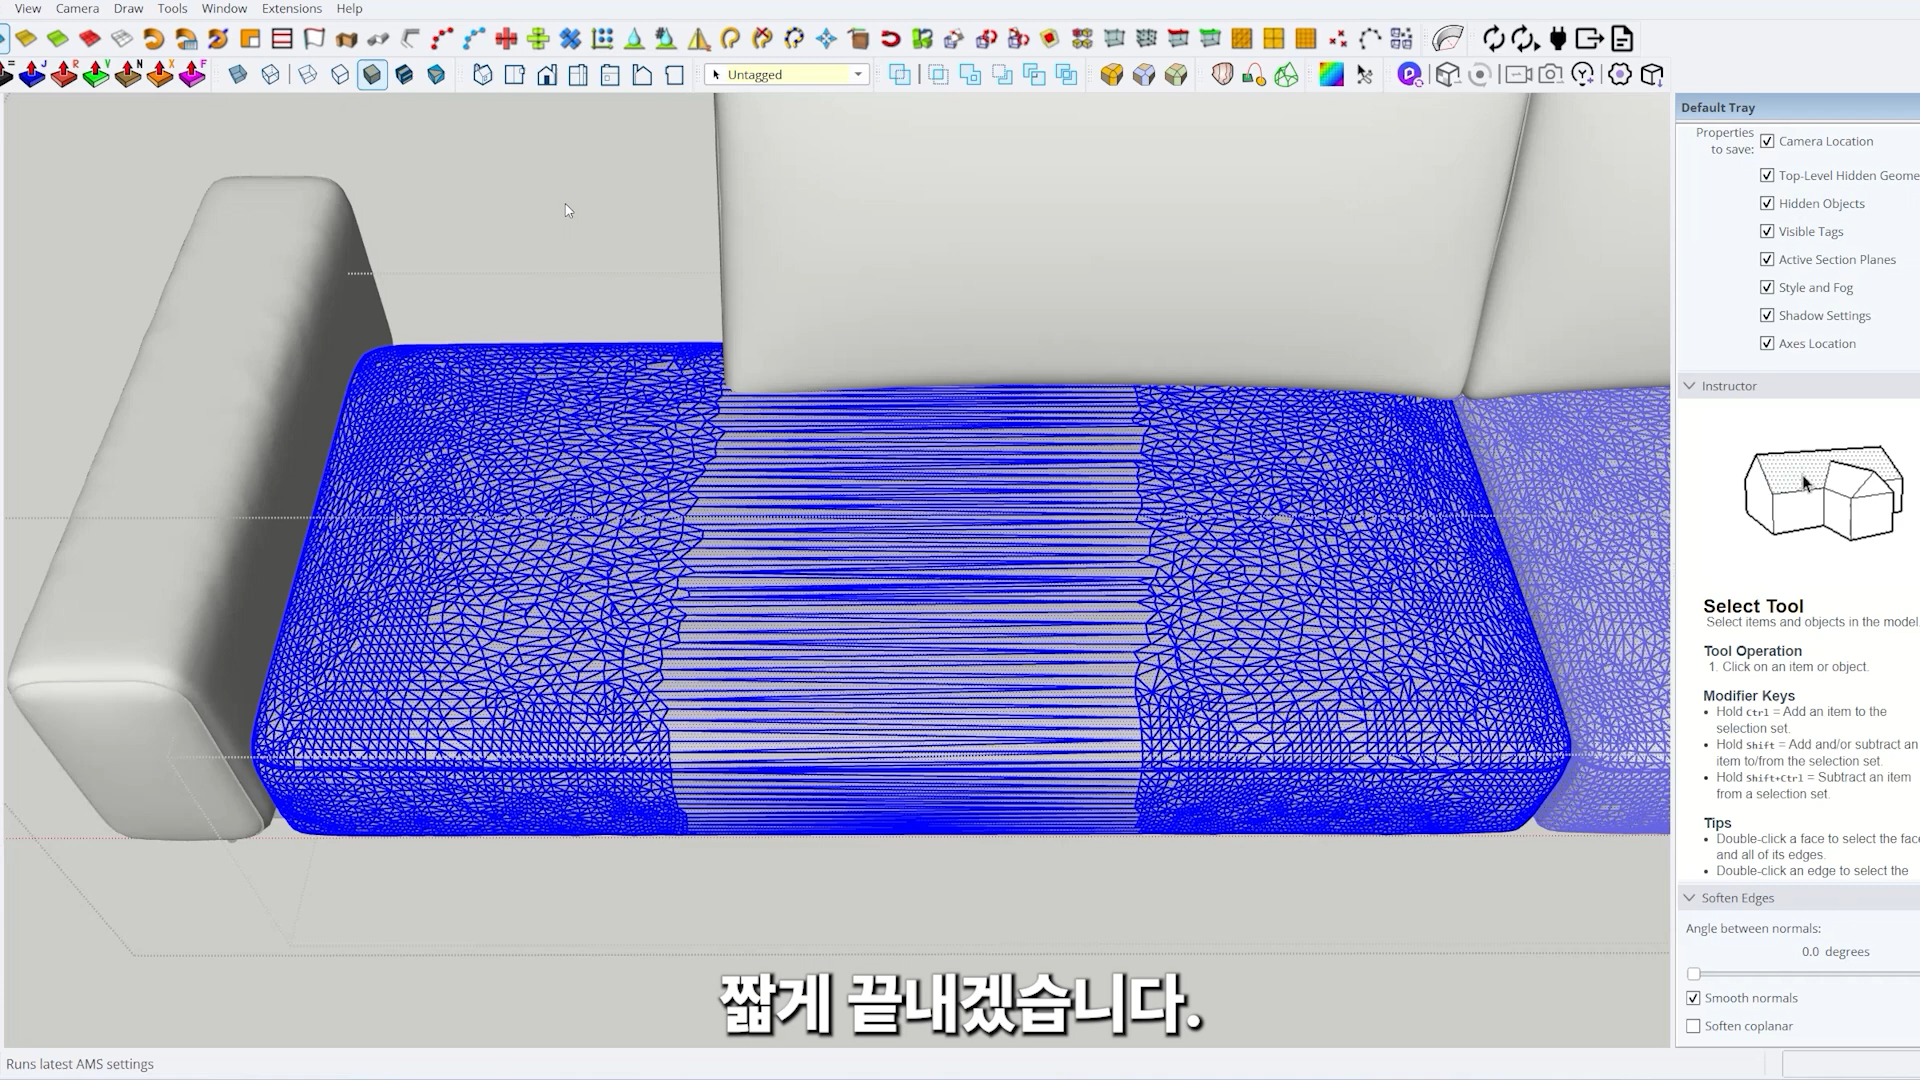 View Camera Draw Tools Window Extensions Help
= J R V N X F
Untagged
Default Tray
Properties to save:
Camera Location
Top-Level Hidden Geome
Hidden Objects
Visible Tags
Active Section Planes
Style and Fog
Shadow Settings
Axes Location
Instructor
Select Tool
Select items and objects in the model.
Tool Operation
1. Click on an item or object.
Modifier Keys
• Hold Ctrl = Add an item to the
selection set.
• Hold Shift = Add and/or subtract an
item to/from the selection set.
• Hold Shift+Ctrl = Subtract an item
from a selection set.
Tips
• Double-click a face to select the face
and all of its edges.
• Double-click an edge to select the
Soften Edges
Angle between normals:
0.0 degrees
Smooth normals
Soften coplanar
짧게 끝내겠습니다.
Runs latest AMS settings